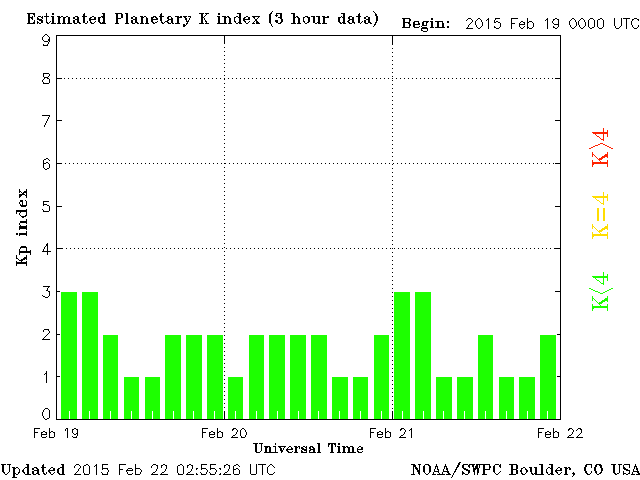 Estimated Planetary K index (3 hour data) Begin: 2015 Feb 19 0000 UTC
9
8
7
6
5
4
3
2
1
0
Kp index
K>4
K=4
K<4
Feb 19 Feb 20 Feb 21 Feb 22
Universal Time
Updated 2015 Feb 22 02:55:26 UTC NOAA/SWPC Boulder, CO USA